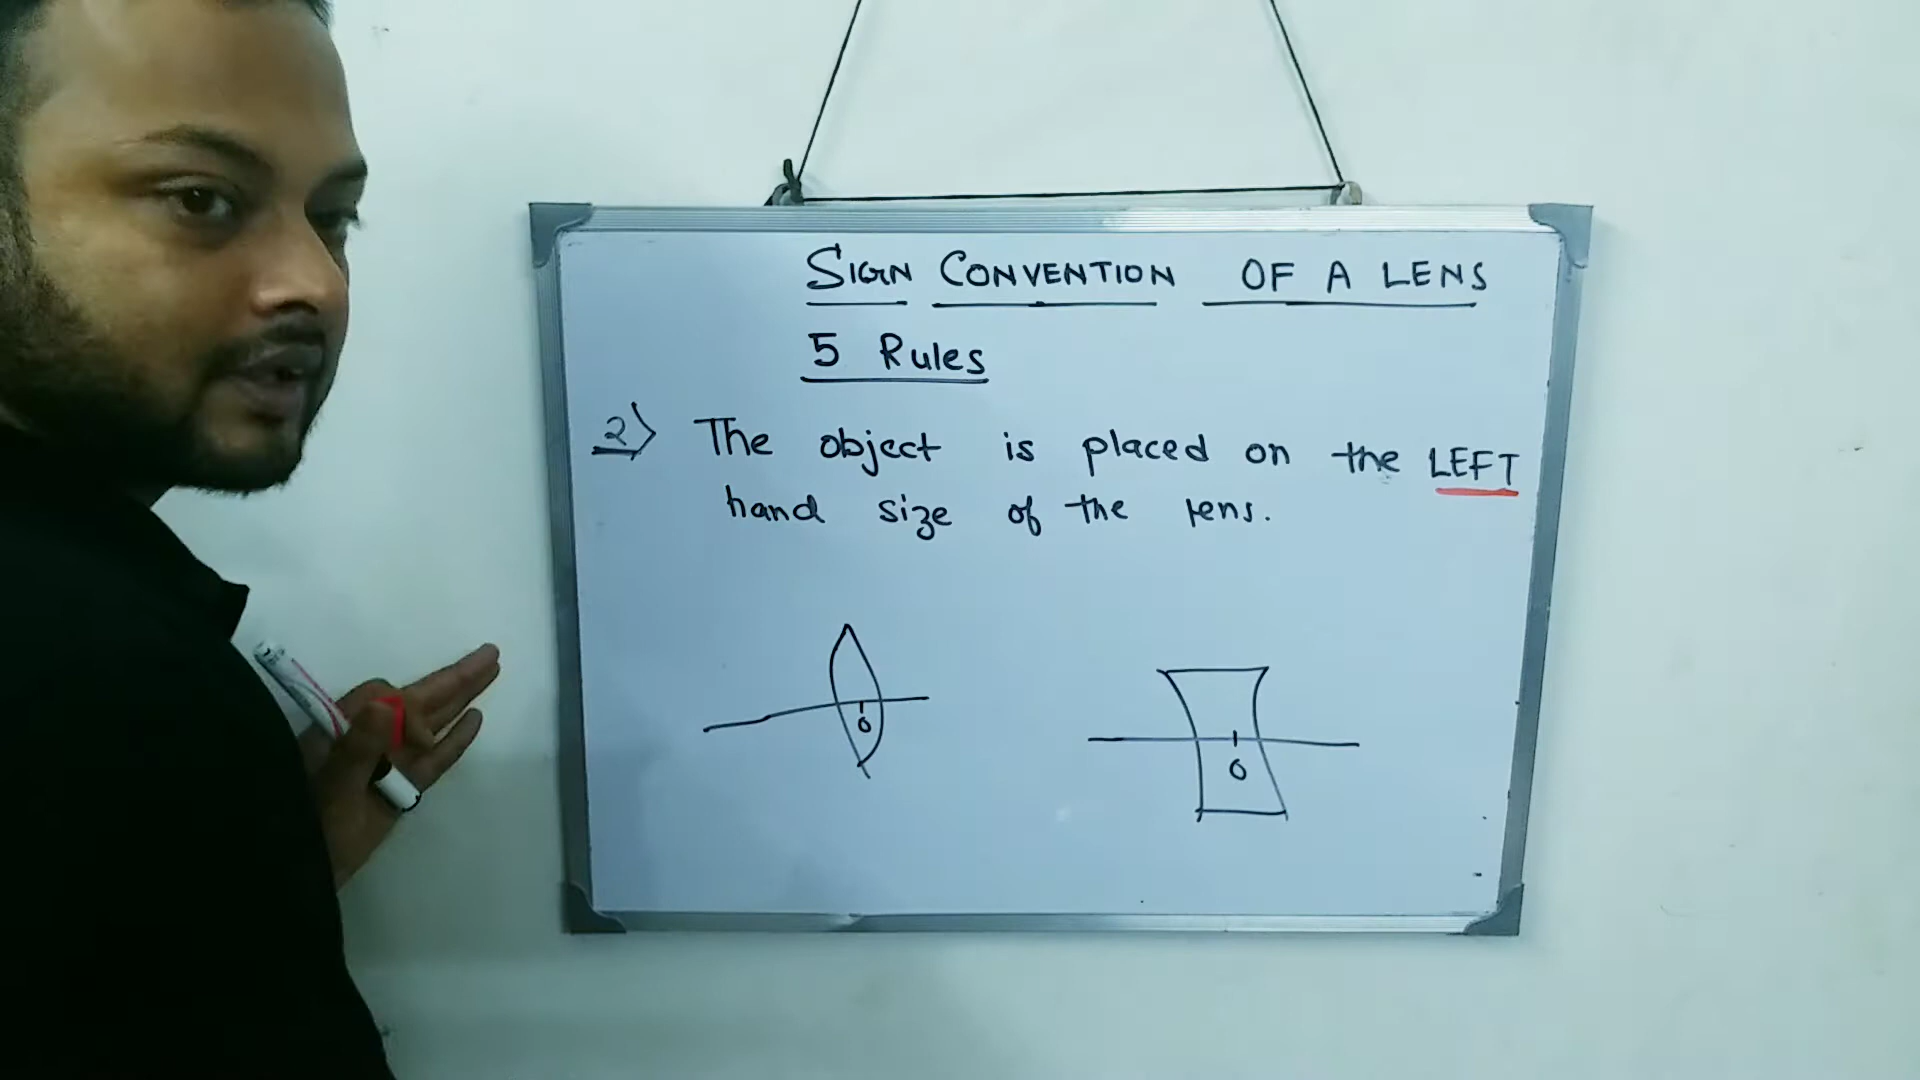 SIGN CONVENTION OF A LENS
5 Rules
2) The object is placed on the LEFT
hand size of the lens.
O
O